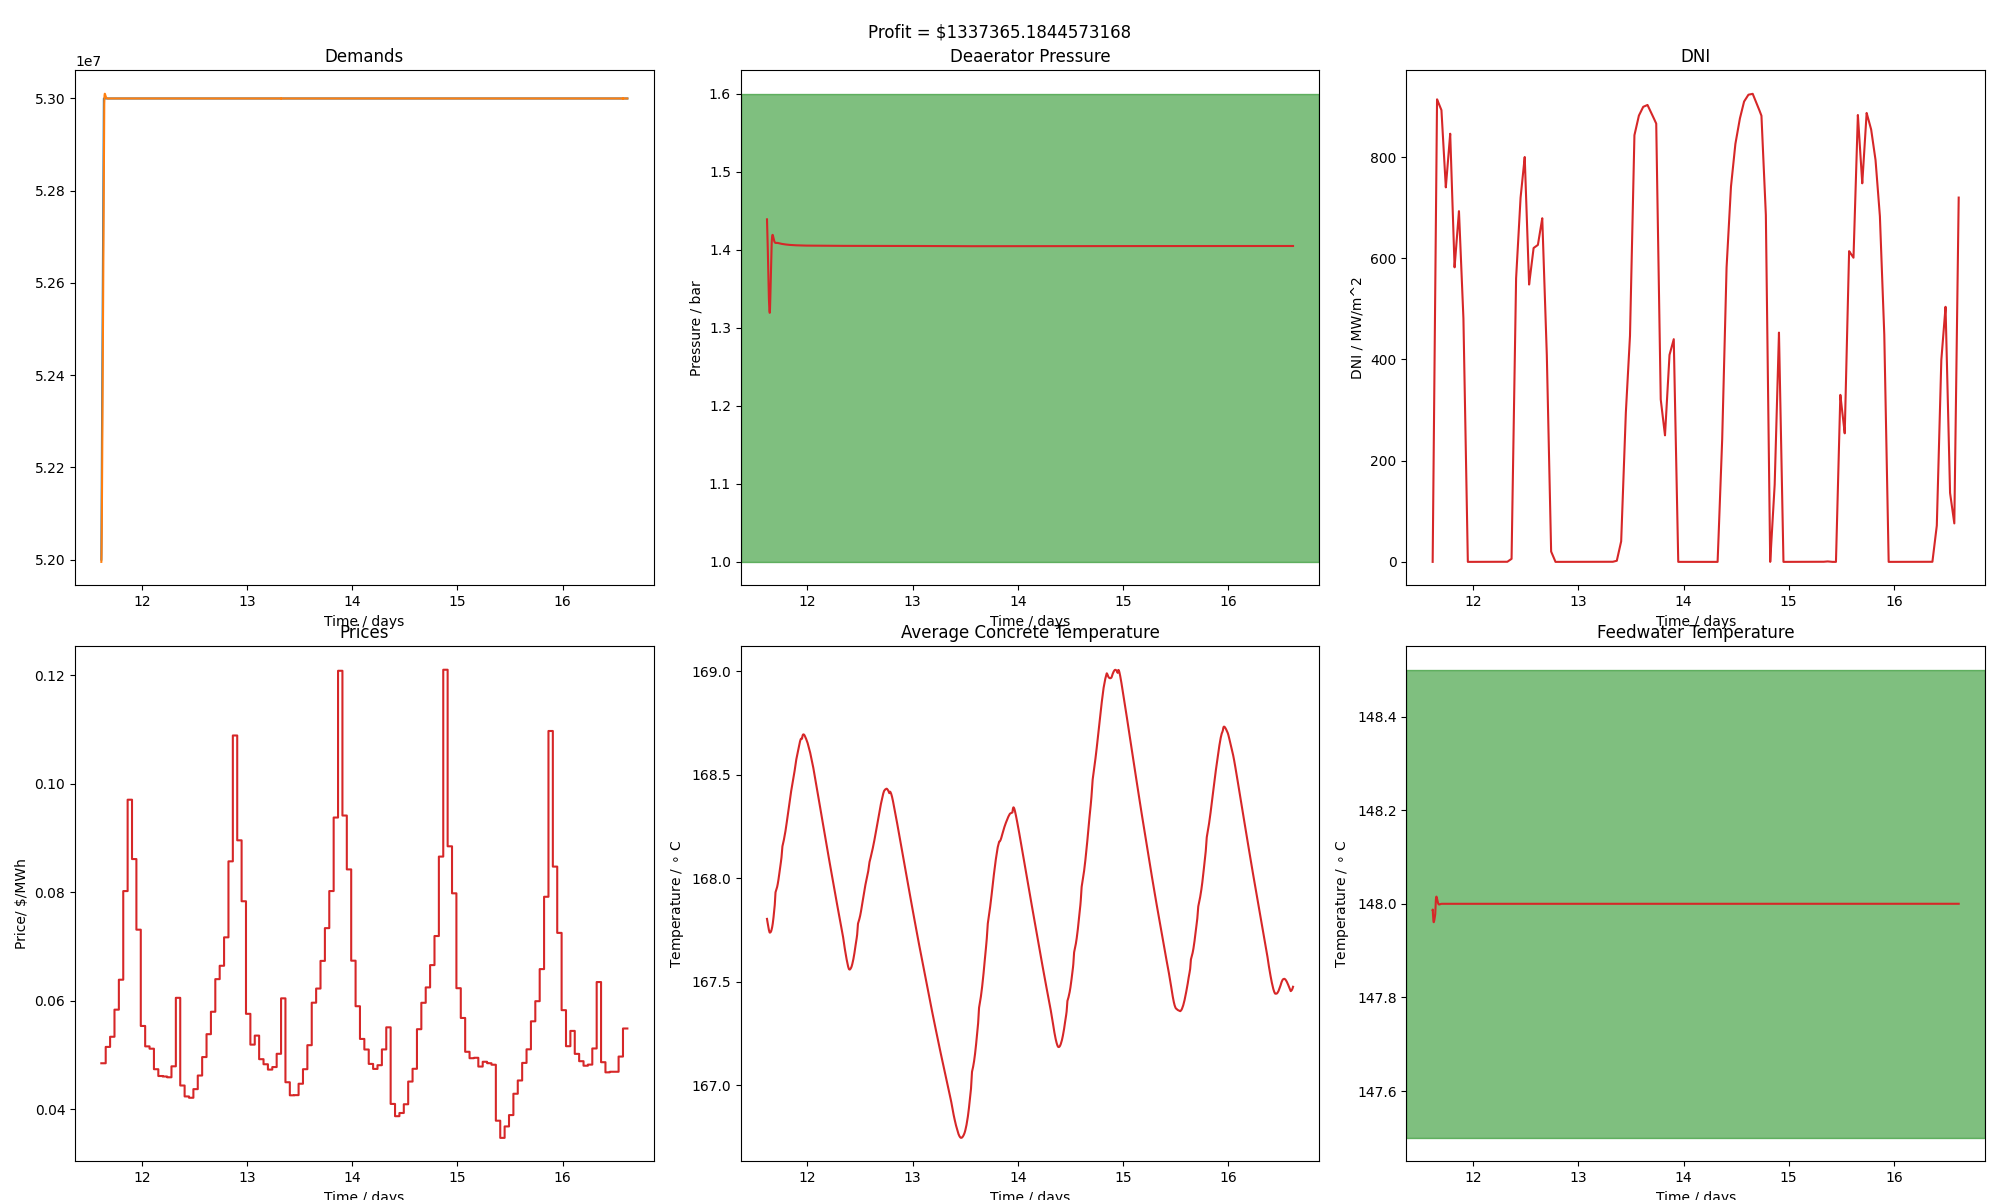 Profit = $1337365.1844573168
Demands
1e7
5.30
5.28
5.26
5.24
5.22
5.20
12 13 14 15 16
Time / days
Deaerator Pressure
Pressure / bar
1.6
1.5
1.4
1.3
1.2
1.1
1.0
12 13 14 15 16
Time / days
DNI
DNI / MW/m^2
800
600
400
200
0
12 13 14 15 16
Time / days
Prices
Price/ $/MWh
0.12
0.10
0.08
0.06
0.04
12 13 14 15 16
Time / days
Average Concrete Temperature
Temperature / ∘ C
169.0
168.5
168.0
167.5
167.0
12 13 14 15 16
Time / days
Feedwater Temperature
Temperature / ∘ C
148.4
148.2
148.0
147.8
147.6
12 13 14 15 16
Time / days